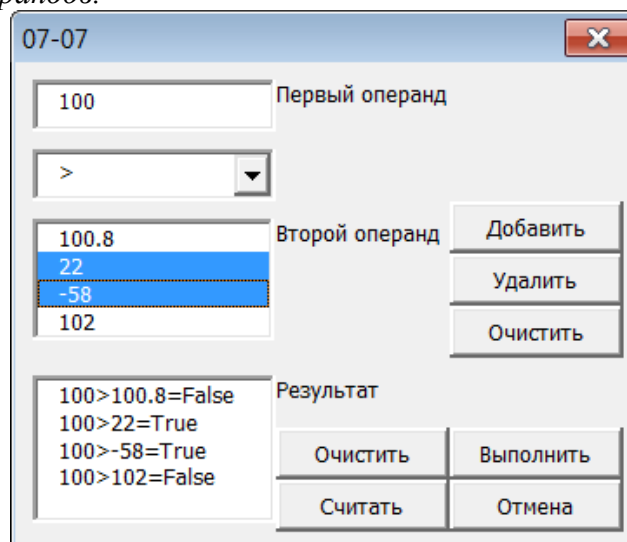 07-07
100
Первый операнд
>
100.8
22
-58
102
Второй операнд
Добавить
Удалить
Очистить
100>100.8=False
100>22=True
100>-58=True
100>102=False
Результат
Очистить
Выполнить
Считать
Отмена